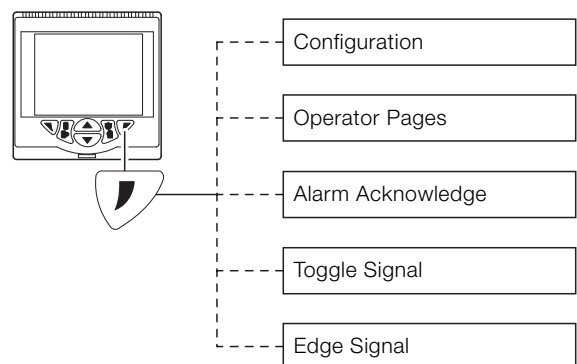 Configuration
Operator Pages
Alarm Acknowledge
Toggle Signal
Edge Signal